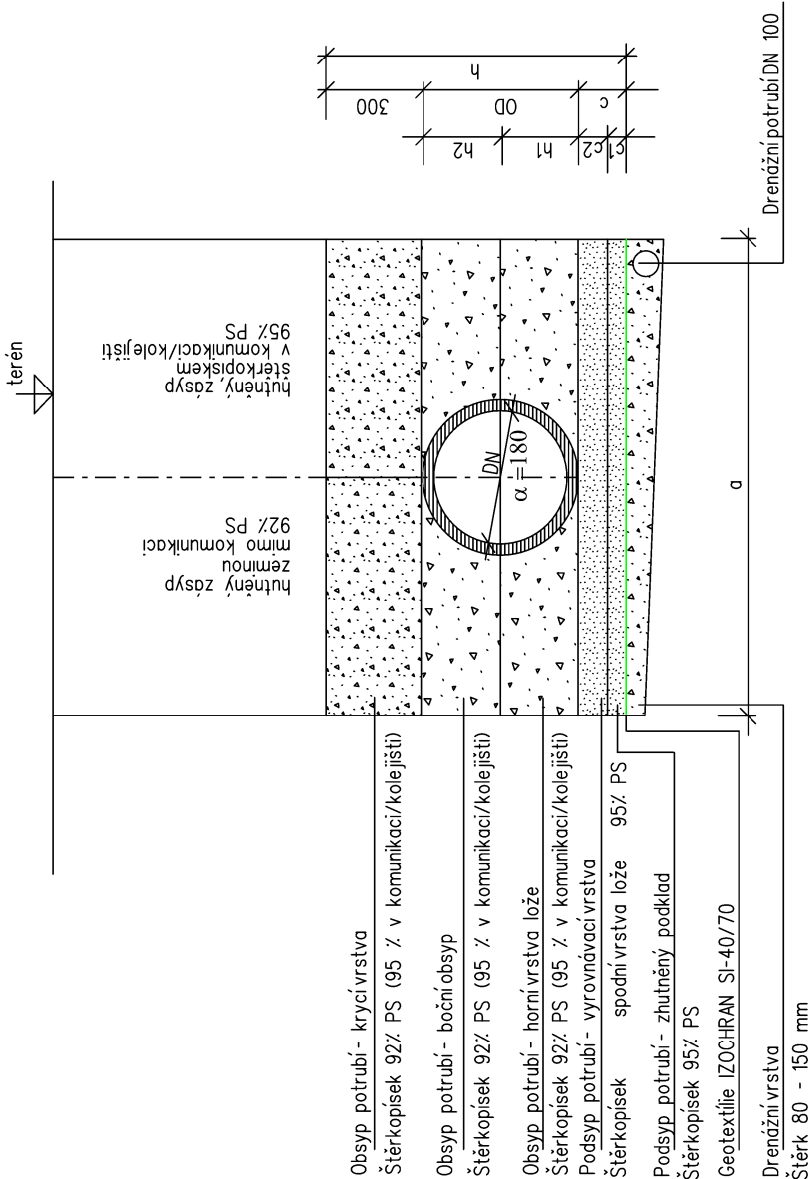 terén
hutněný zásyp
zeminou
mimo komunikaci
92% PS
hutněný zásyp
štěrkopískem
v komunikaci/kolejišti
95% PS
300
OD
c
h
h2
h1
c2
c1
DN
α =180
a
Drenážní potrubí DN 100
Obsyp potrubí - krycí vrstva
Štěrkopísek 92% PS (95 % v komunikaci/kolejišti)
Obsyp potrubí - boční obsyp
Štěrkopísek 92% PS (95 % v komunikaci/kolejišti)
Obsyp potrubí - horní vrstva lože
Štěrkopísek 92% PS (95 % v komunikaci/kolejišti)
Podsyp potrubí - vyrovnávací vrstva
Štěrkopísek spodní vrstva lože 95% PS
Podsyp potrubí - zhutněný podklad
Štěrkopísek 95% PS
Geotextílie IZOCHRAN SI-40/70
Drenážní vrstva
Štěrk 80 - 150 mm